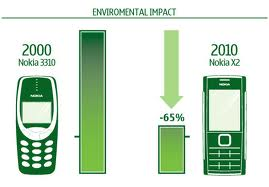 ENVIROMENTAL IMPACT
2000
Nokia 3310
2010
Nokia X2
-65%
NOKIA
NOKIA